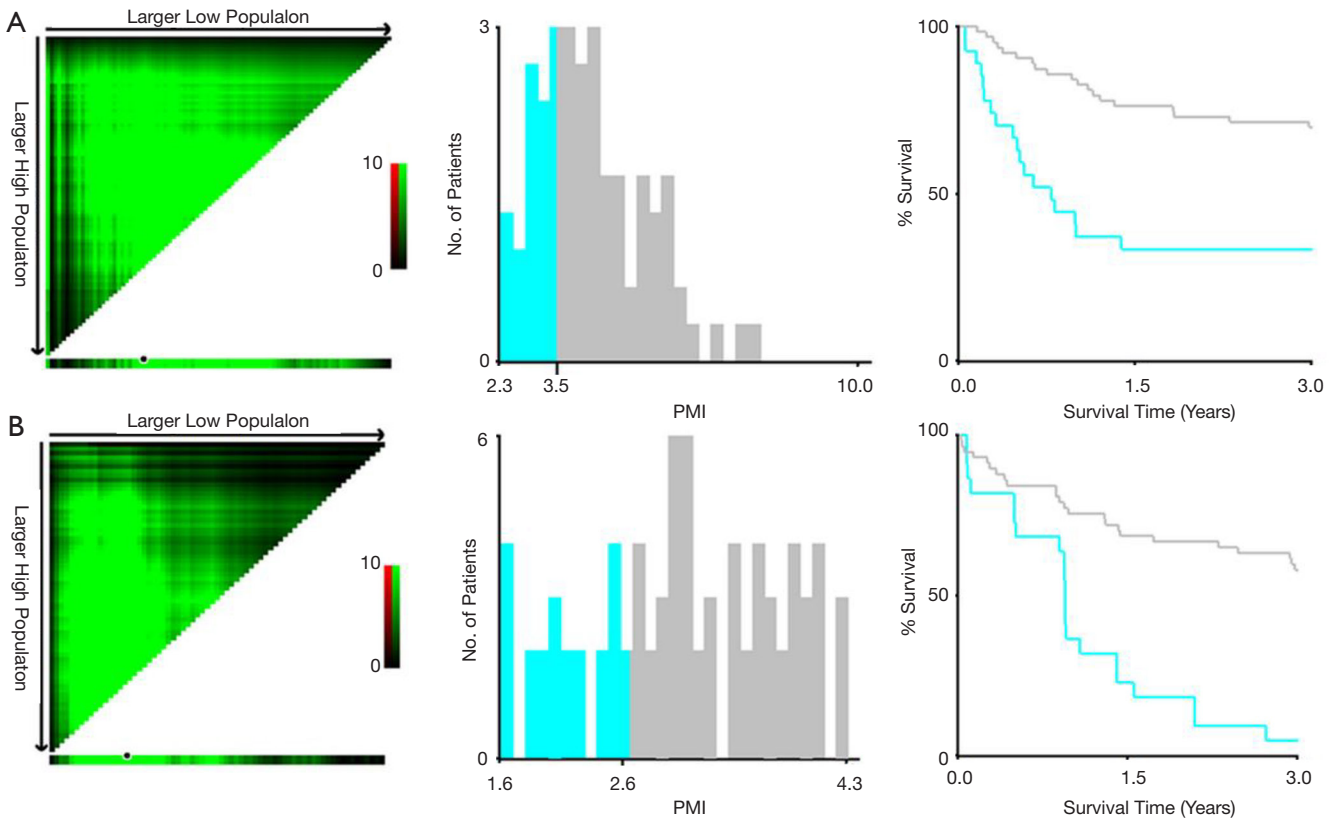 A
Larger Low Populalon
Larger High Populaton
10
0
3
No. of Patients
0
2.3
3.5
10.0
PMI
100
% Survival
50
0
0.0
1.5
3.0
Survival Time (Years)
B
Larger Low Populalon
Larger High Populaton
10
0
6
No. of Patients
0
1.6
2.6
4.3
PMI
100
% Survival
50
0
0.0
1.5
3.0
Survival Time (Years)